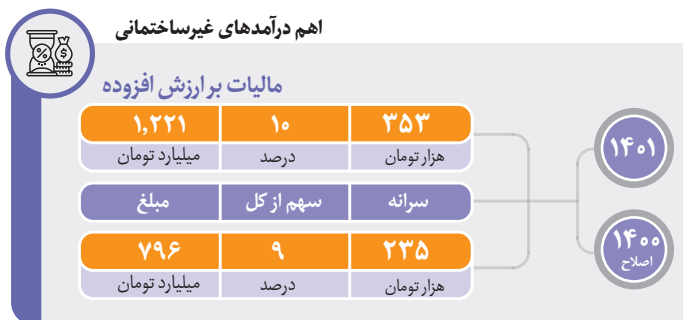 اهم درآمدهای غیرساختمانی
مالیات بر ارزش افزوده
۳۵۳ ۱۰ ۱,۲۲۱
هزار تومان درصد میلیارد تومان
۱۴۰۱
سرانه سهم از کل مبلغ
۲۳۵ ۹ ۷۹۶
۱۴۰۰
اصلاح
هزار تومان درصد میلیارد تومان